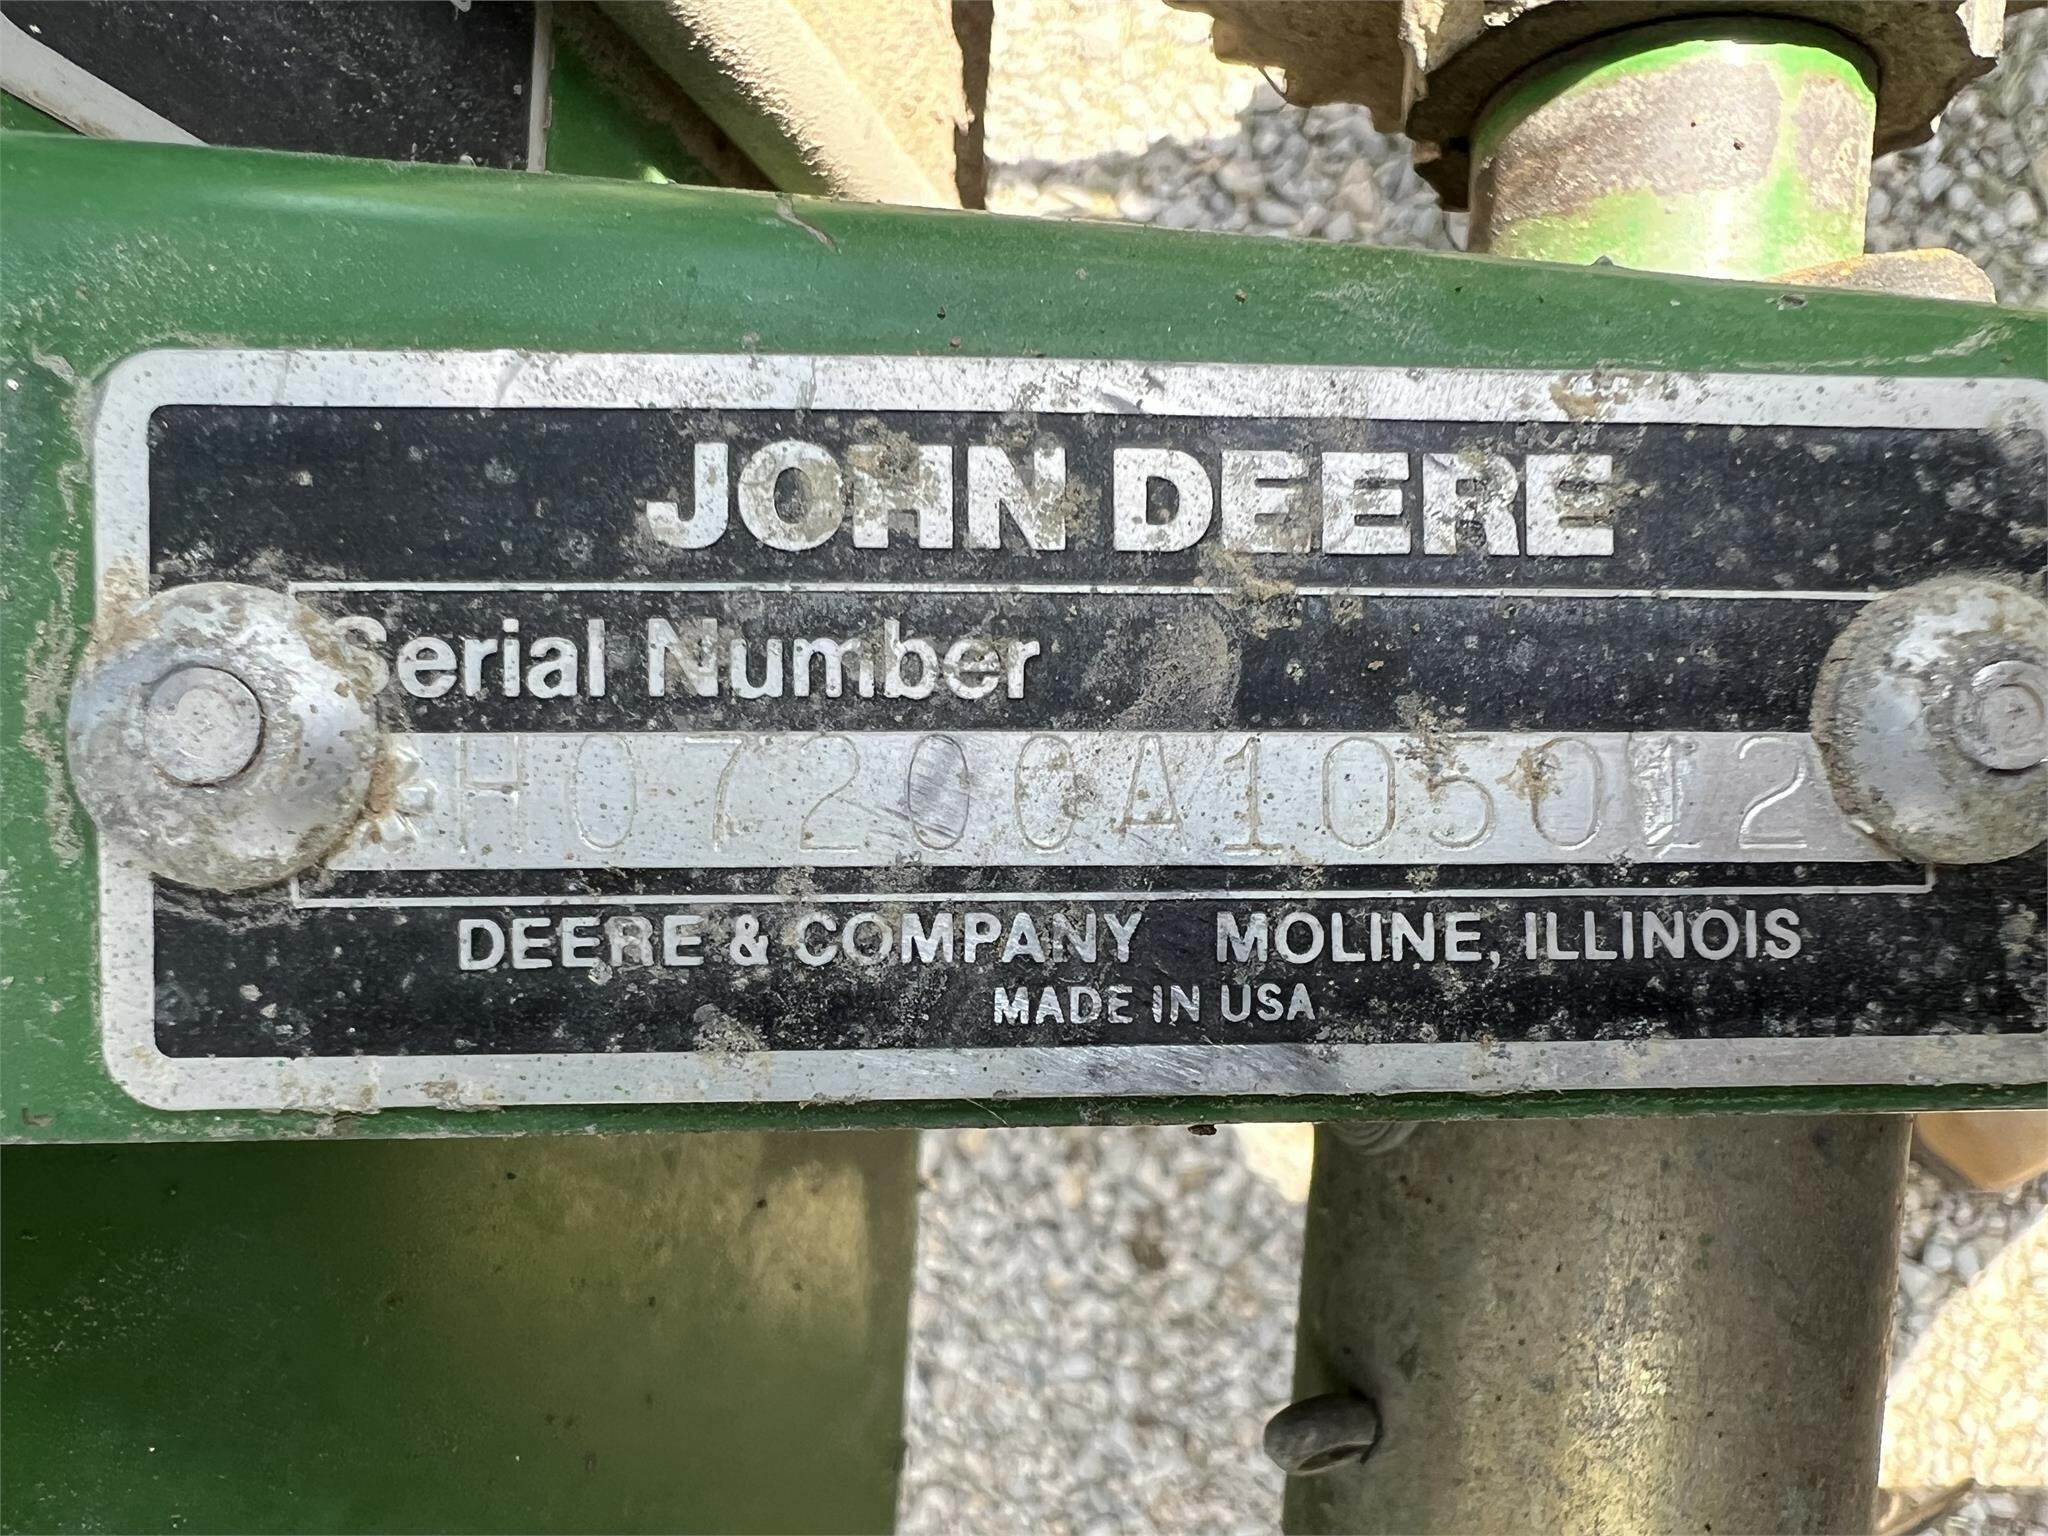 JOHN DEERE
Serial Number
*H07200A105012
DEERE & COMPANY MOLINE, ILLINOIS
MADE IN USA